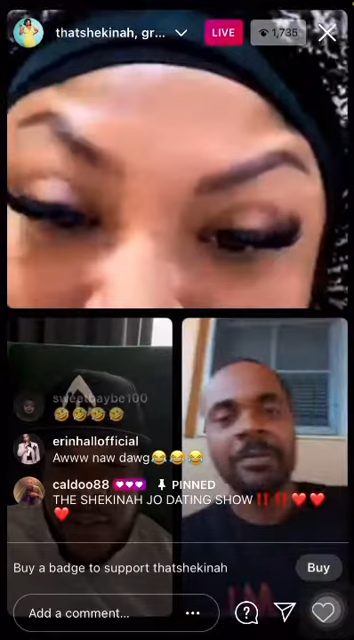 thatshekinah, gr...
LIVE
1,735
sweetbaybe100
🤣🤣🤣🤣
erinhallofficial
Awww naw dawg😂😂😂
caldoo88 PINNED
THE SHEKINAH JO DATING SHOW‼️‼️❤️❤️
❤️
Buy a badge to support thatshekinah
Buy
Add a comment...